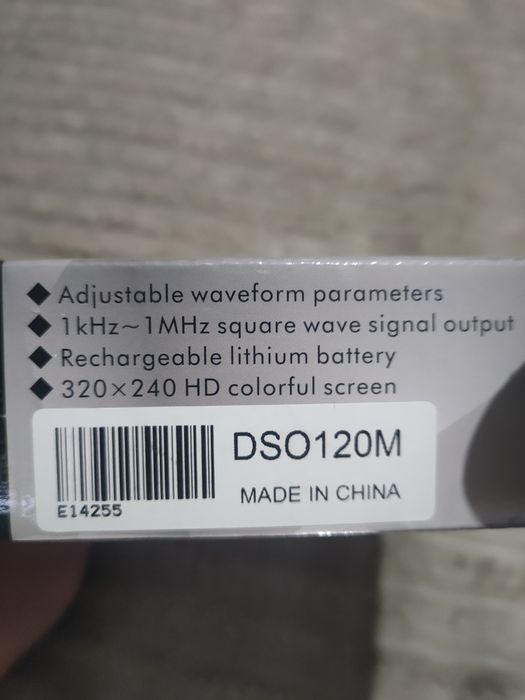 ◆ Adjustable waveform parameters
◆ 1kHz~1MHz square wave signal output
◆ Rechargeable lithium battery
◆ 320×240 HD colorful screen
DSO120M
MADE IN CHINA
E14255